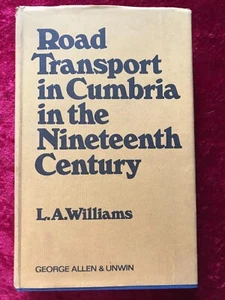 Road
Transport
in Cumbria
in the
Nineteenth
Century
L.A.Williams
GEORGE ALLEN & UNWIN